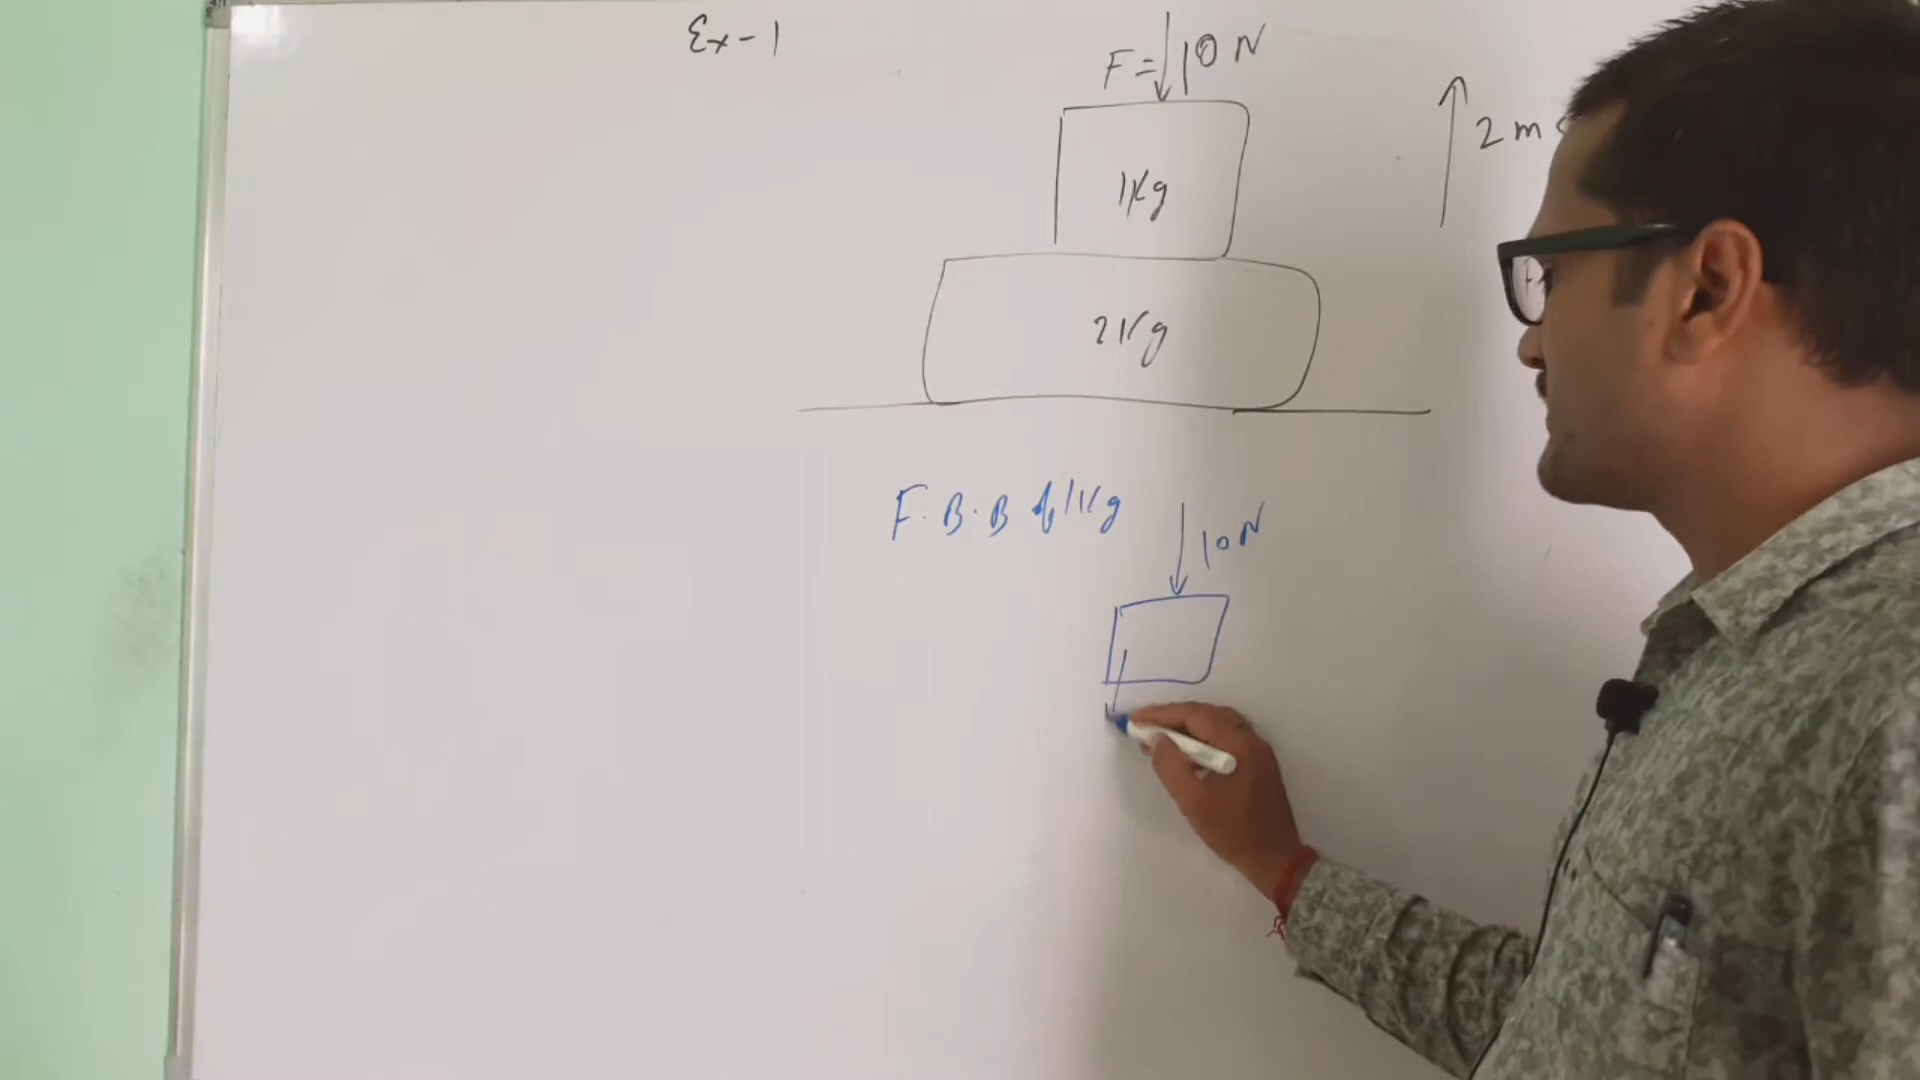 Ex-1
F = 10 N
2 m
1Kg
2Kg
F.B.B of 1Kg
10 N